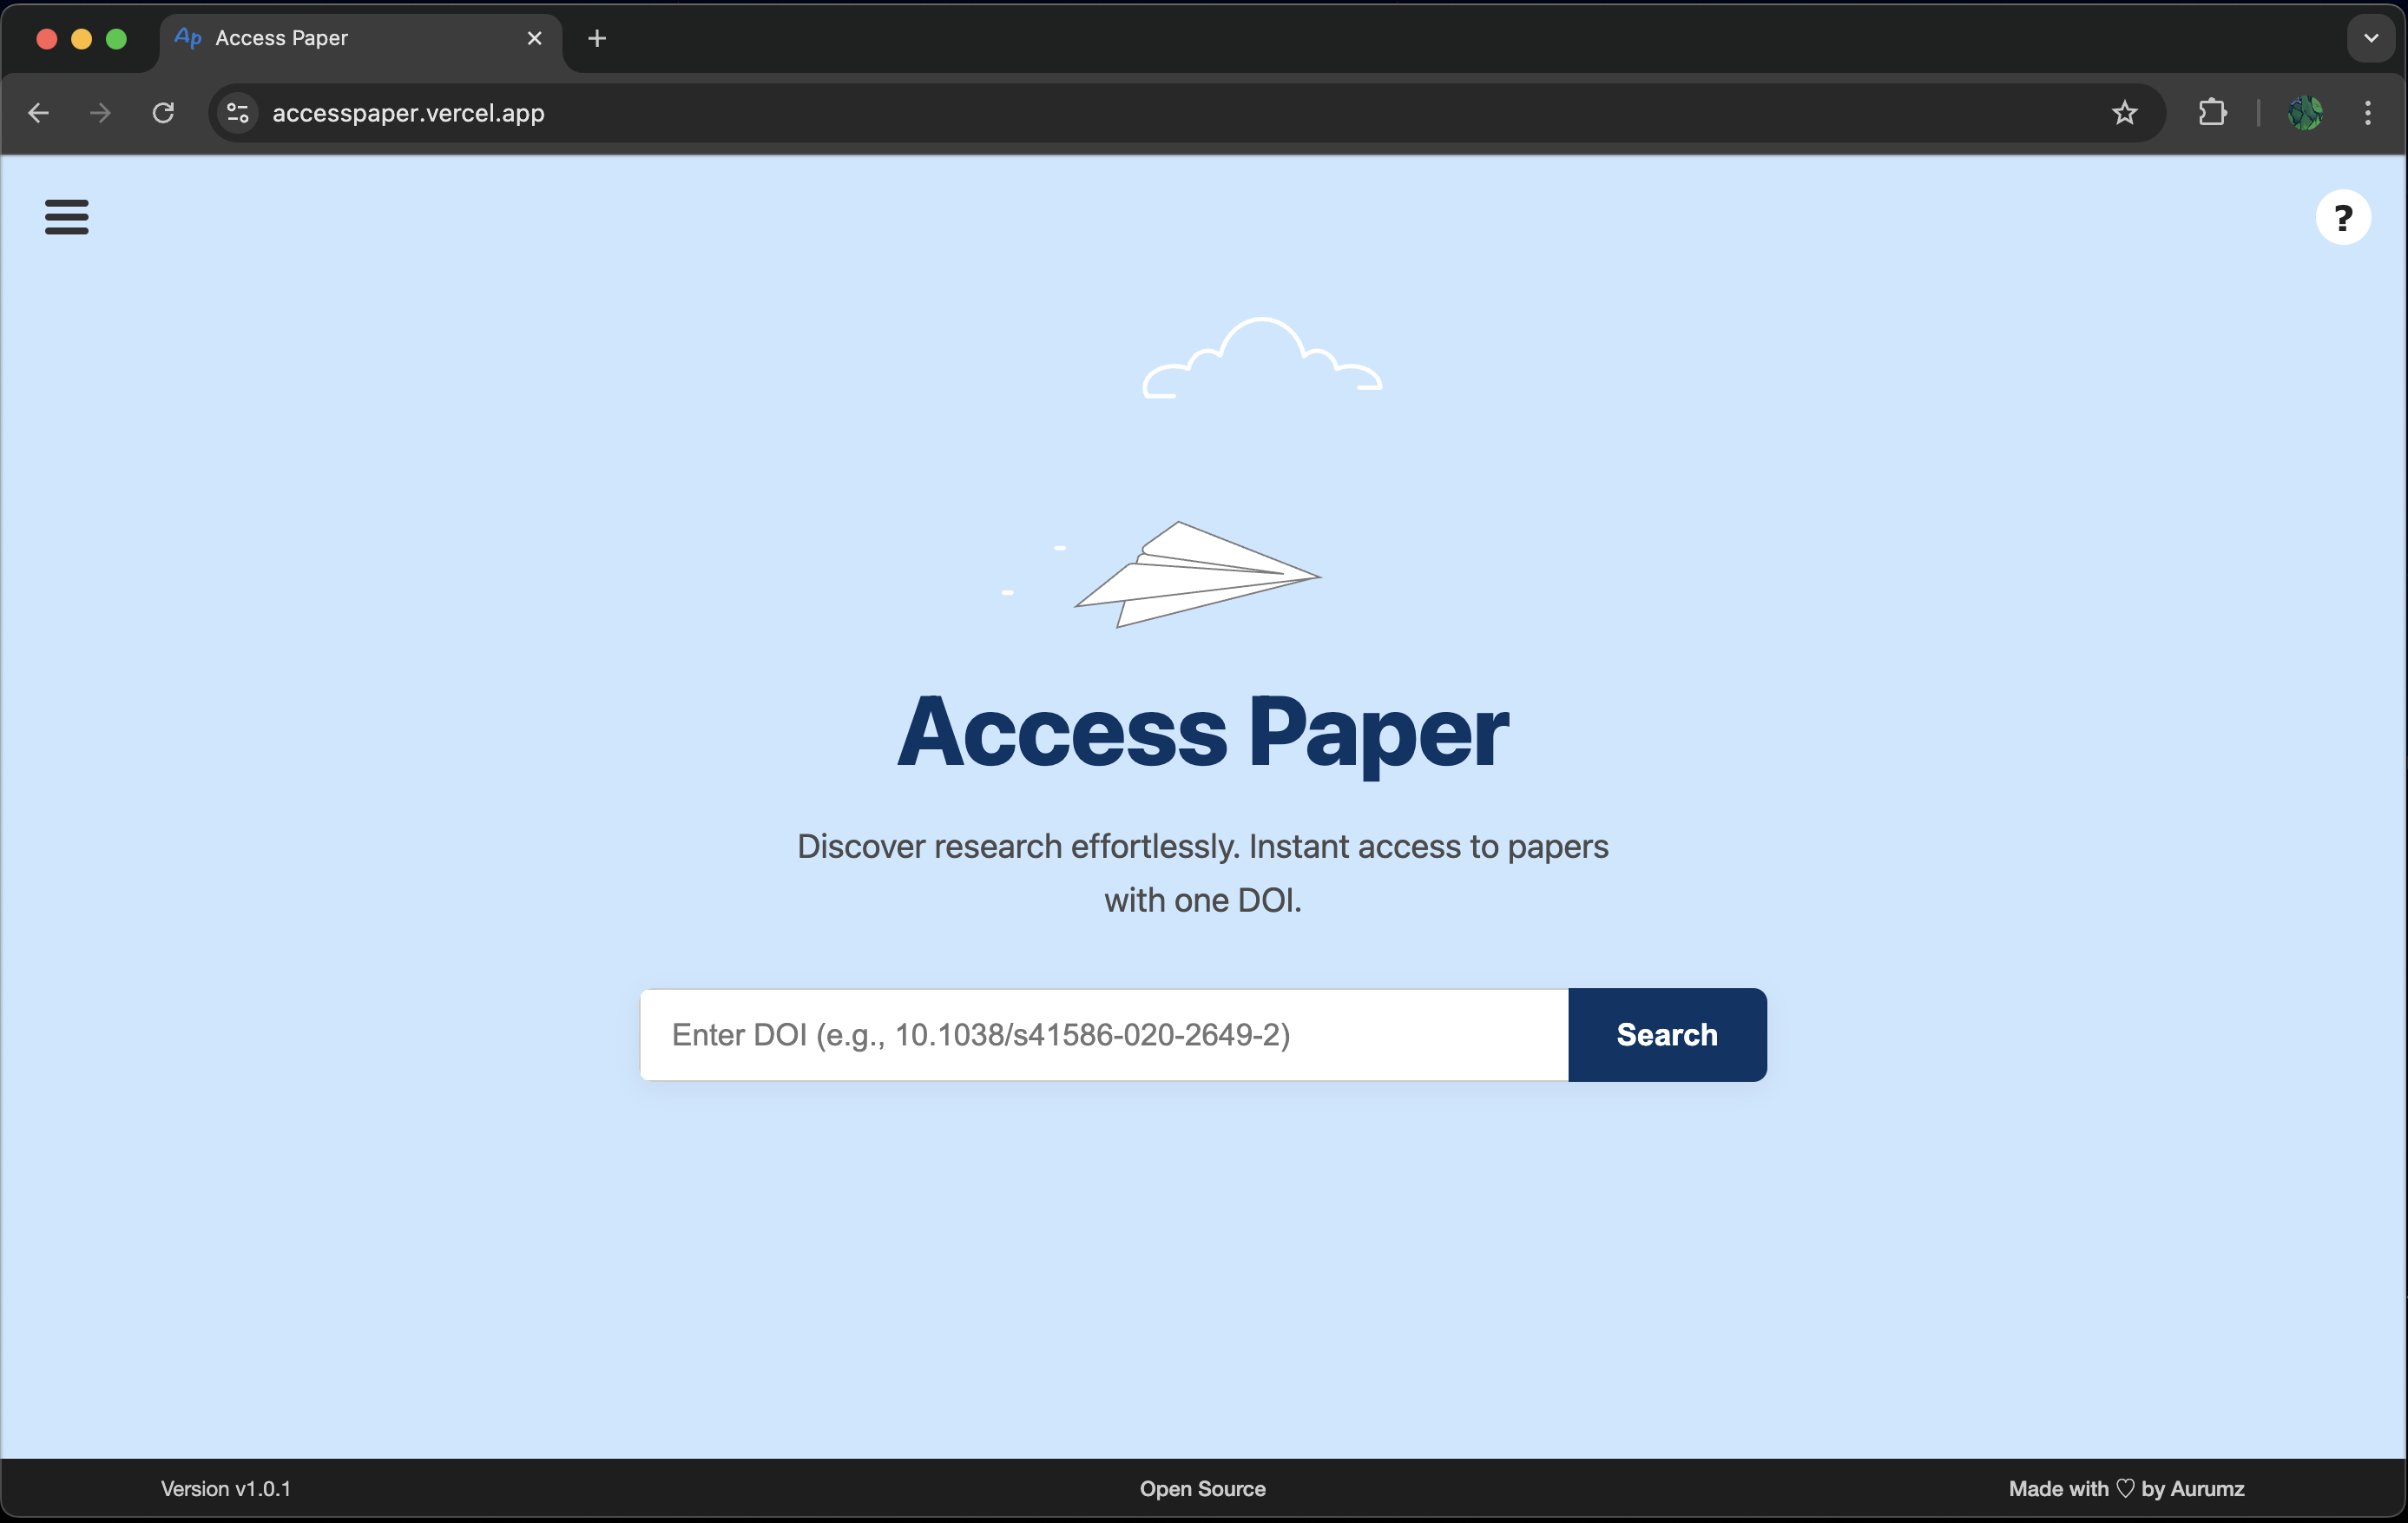 Ap Access Paper
accesspaper.vercel.app
?
Access Paper
Discover research effortlessly. Instant access to papers
with one DOI.
Enter DOI (e.g., 10.1038/s41586-020-2649-2)
Search
Version v1.0.1
Open Source
Made with ♡ by Aurumz